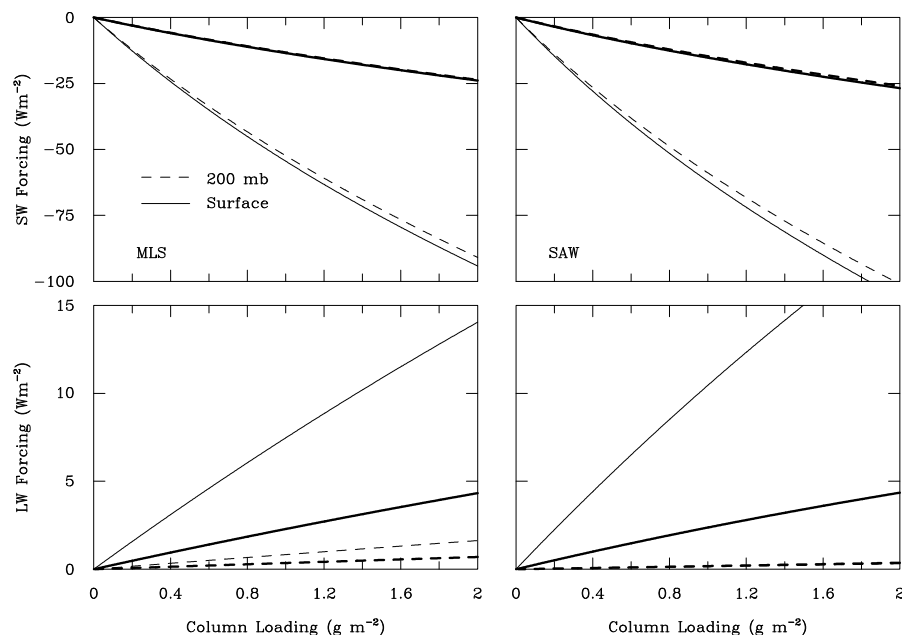 0
−25
−50
−75
−100
SW Forcing (Wm−2)
200 mb
Surface
MLS
SAW
15
10
5
0
LW Forcing (Wm−2)
0 0.4 0.8 1.2 1.6 2
0 0.4 0.8 1.2 1.6 2
Column Loading (g m−2)
Column Loading (g m−2)